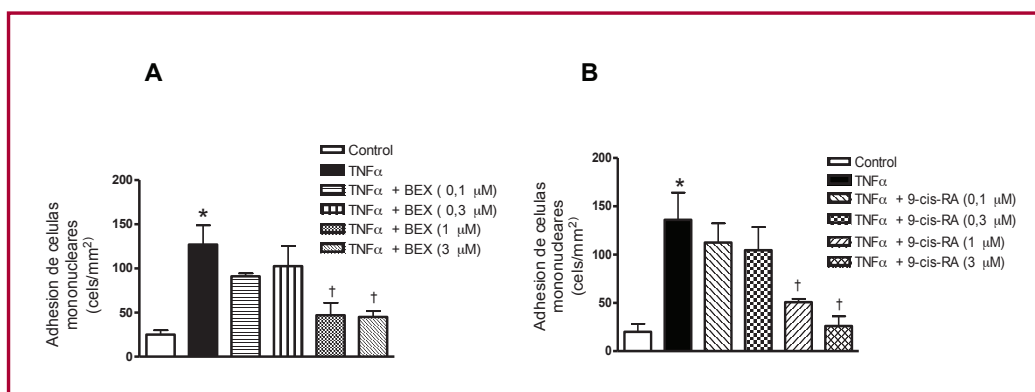 A
Control
TNFα
TNFα + BEX ( 0,1 μM)
TNFα + BEX ( 0,3 μM)
TNFα + BEX (1 μM)
TNFα + BEX (3 μM)
Adhesion de celulas
mononucleares
(cels/mm²)
200
150
100
50
0
*
†
†
B
Control
TNFα
TNFα + 9-cis-RA (0,1 μM)
TNFα + 9-cis-RA (0,3 μM)
TNFα + 9-cis-RA (1 μM)
TNFα + 9-cis-RA (3 μM)
Adhesion de celulas
mononucleares
(cels/mm²)
200
150
100
50
0
*
†
†